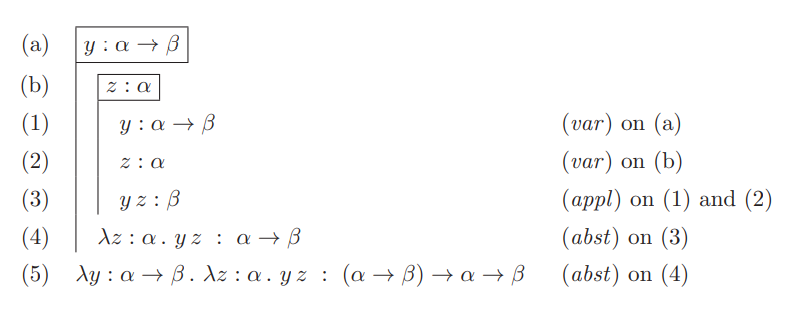 (a) y : α → β
(b) z : α
(1) y : α → β (var) on (a)
(2) z : α (var) on (b)
(3) y z : β (appl) on (1) and (2)
(4) λz : α . y z : α → β (abst) on (3)
(5) λy : α → β . λz : α . y z : (α → β) → α → β (abst) on (4)